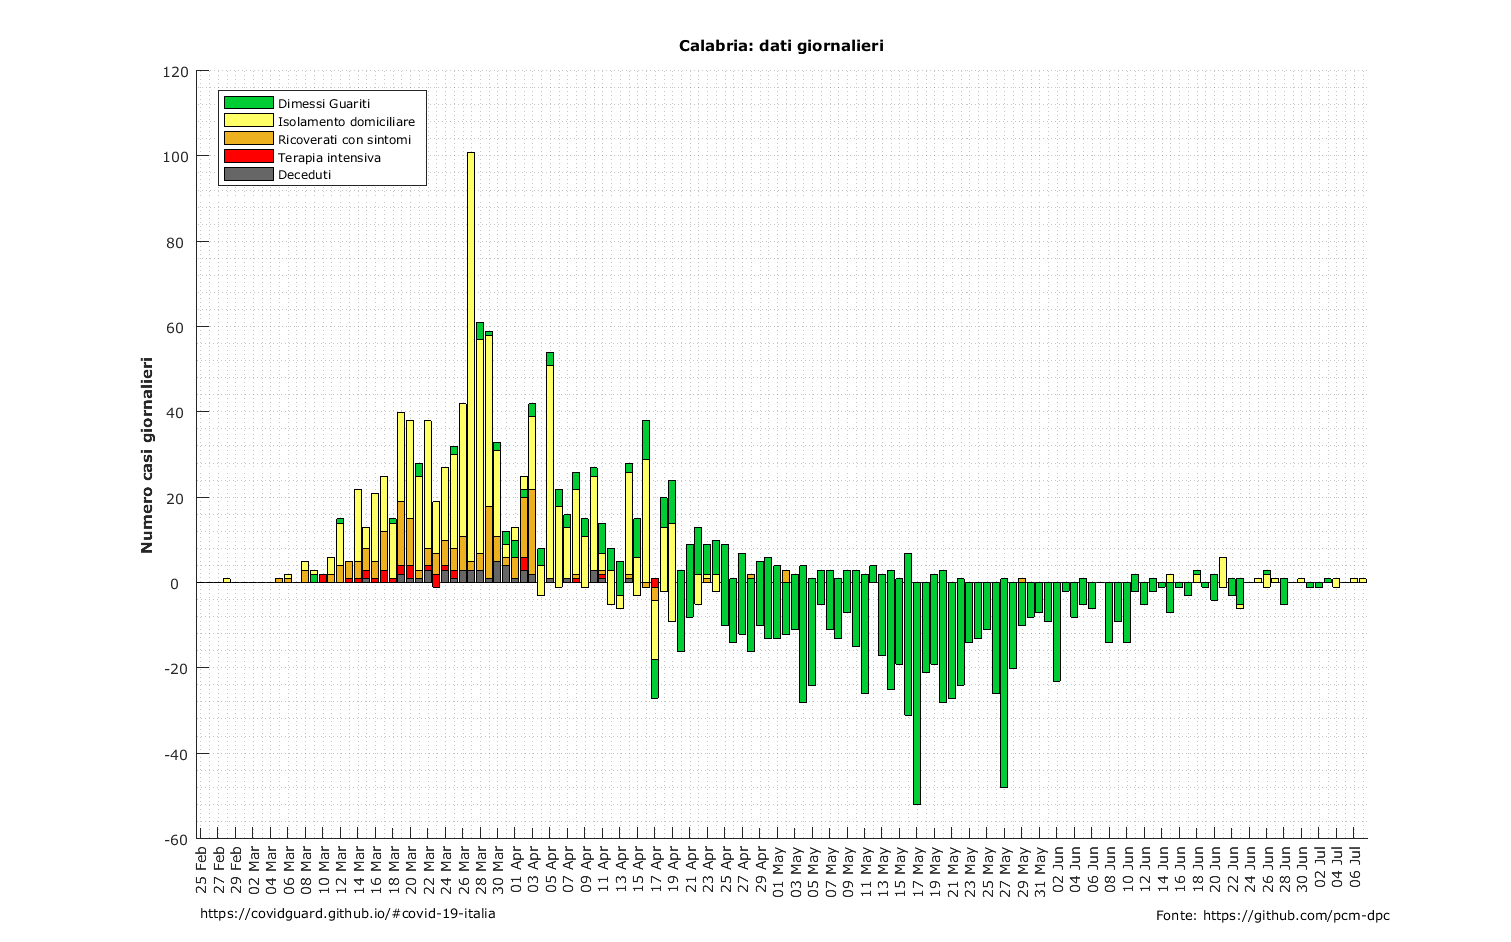 Calabria: dati giornalieri
Numero casi giornalieri
120
100
80
60
40
20
0
-20
-40
-60
Dimessi Guariti
Isolamento domiciliare
Ricoverati con sintomi
Terapia intensiva
Deceduti
25 Feb
27 Feb
29 Feb
02 Mar
04 Mar
06 Mar
08 Mar
10 Mar
12 Mar
14 Mar
16 Mar
18 Mar
20 Mar
22 Mar
24 Mar
26 Mar
28 Mar
30 Mar
01 Apr
03 Apr
05 Apr
07 Apr
09 Apr
11 Apr
13 Apr
15 Apr
17 Apr
19 Apr
21 Apr
23 Apr
25 Apr
27 Apr
29 Apr
01 May
03 May
05 May
07 May
09 May
11 May
13 May
15 May
17 May
19 May
21 May
23 May
25 May
27 May
29 May
31 May
02 Jun
04 Jun
06 Jun
08 Jun
10 Jun
12 Jun
14 Jun
16 Jun
18 Jun
20 Jun
22 Jun
24 Jun
26 Jun
28 Jun
30 Jun
02 Jul
04 Jul
06 Jul
https://covidguard.github.io/#covid-19-italia
Fonte: https://github.com/pcm-dpc